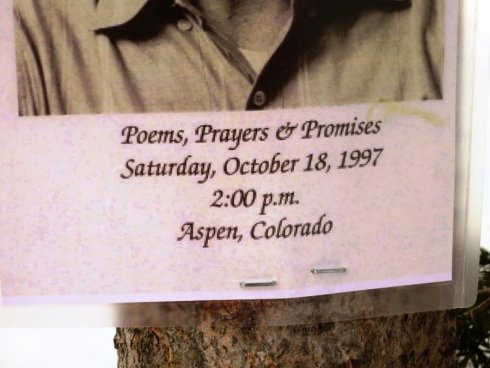 Poems, Prayers & Promises
Saturday, October 18, 1997
2:00 p.m.
Aspen, Colorado